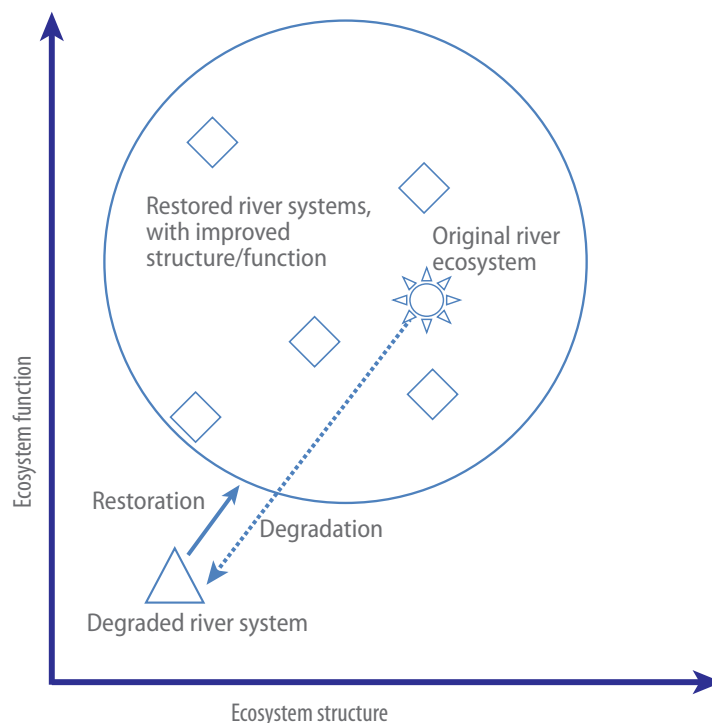 Restored river systems,
with improved
structure/function
Original river
ecosystem
Ecosystem function
Restoration
Degradation
Degraded river system
Ecosystem structure